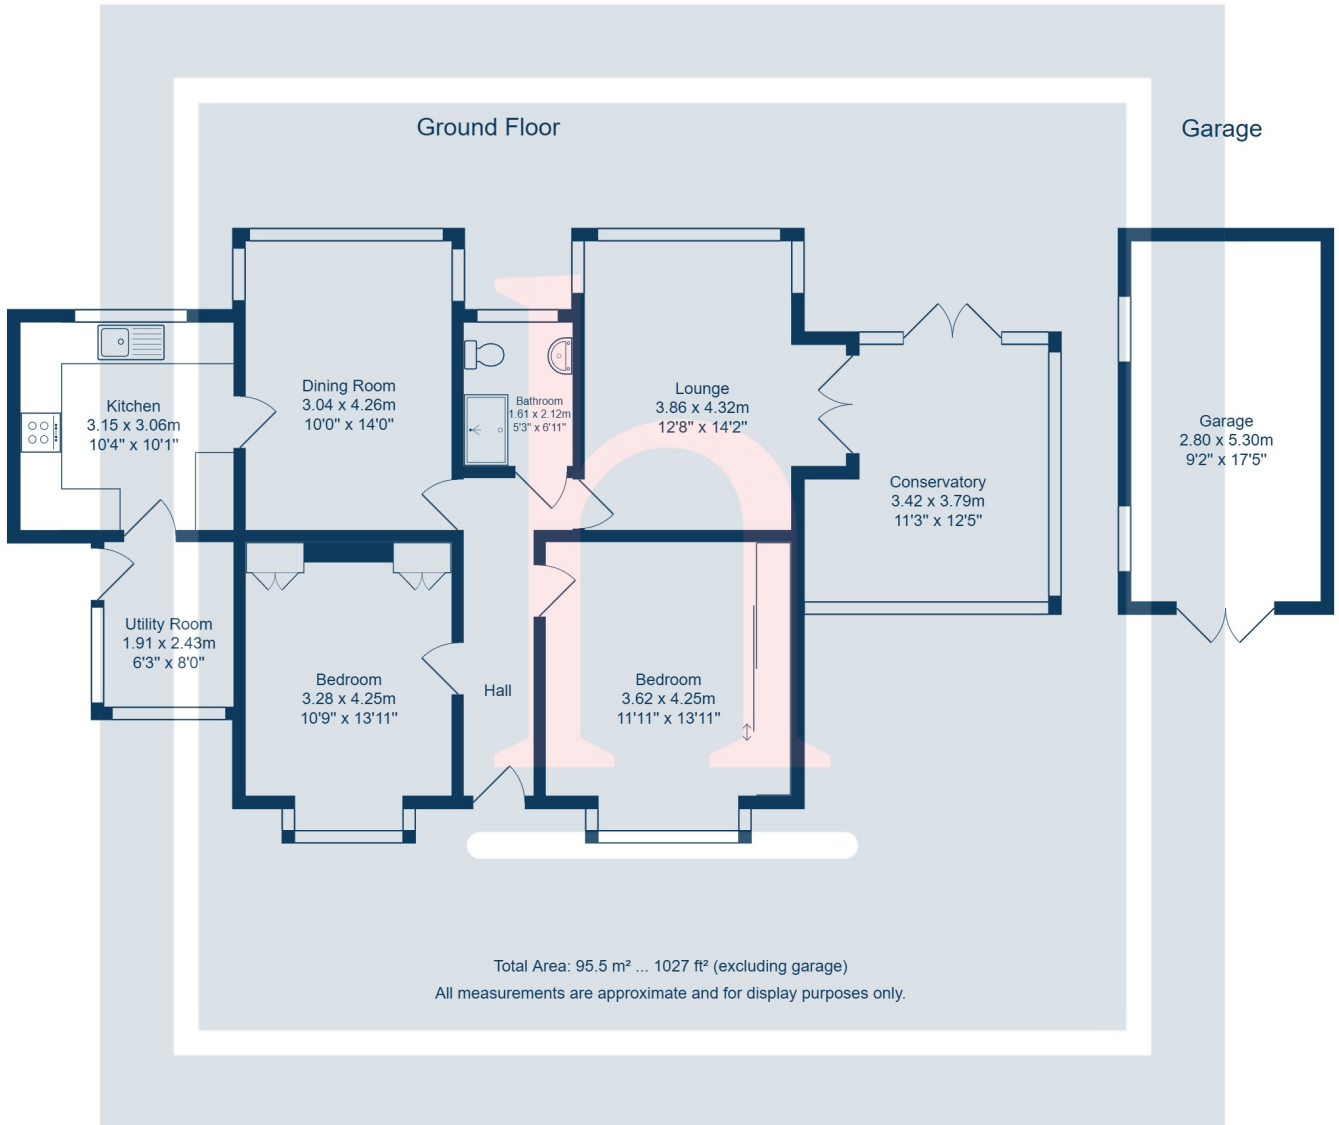 Ground Floor
Garage
Kitchen
3.15 x 3.06m
10'4" x 10'1"
Dining Room
3.04 x 4.26m
10'0" x 14'0"
Bathroom
1.61 x 2.12m
5'3" x 6'11"
Lounge
3.86 x 4.32m
12'8" x 14'2"
Conservatory
3.42 x 3.79m
11'3" x 12'5"
Garage
2.80 x 5.30m
9'2" x 17'5"
Utility Room
1.91 x 2.43m
6'3" x 8'0"
Bedroom
3.28 x 4.25m
10'9" x 13'11"
Hall
Bedroom
3.62 x 4.25m
11'11" x 13'11"
h
Total Area: 95.5 m² ... 1027 ft² (excluding garage)
All measurements are approximate and for display purposes only.